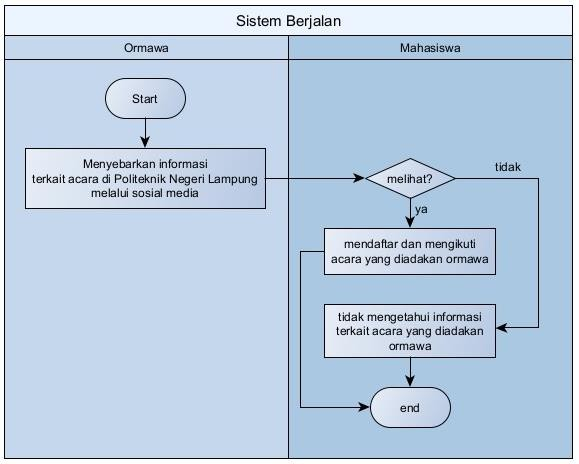 Sistem Berjalan
Ormawa
Mahasiswa
Start
Menyebarkan informasi
terkait acara di Politeknik Negeri Lampung
melalui sosial media
melihat?
tidak
ya
mendaftar dan mengikuti
acara yang diadakan ormawa
tidak mengetahui informasi
terkait acara yang diadakan
ormawa
end